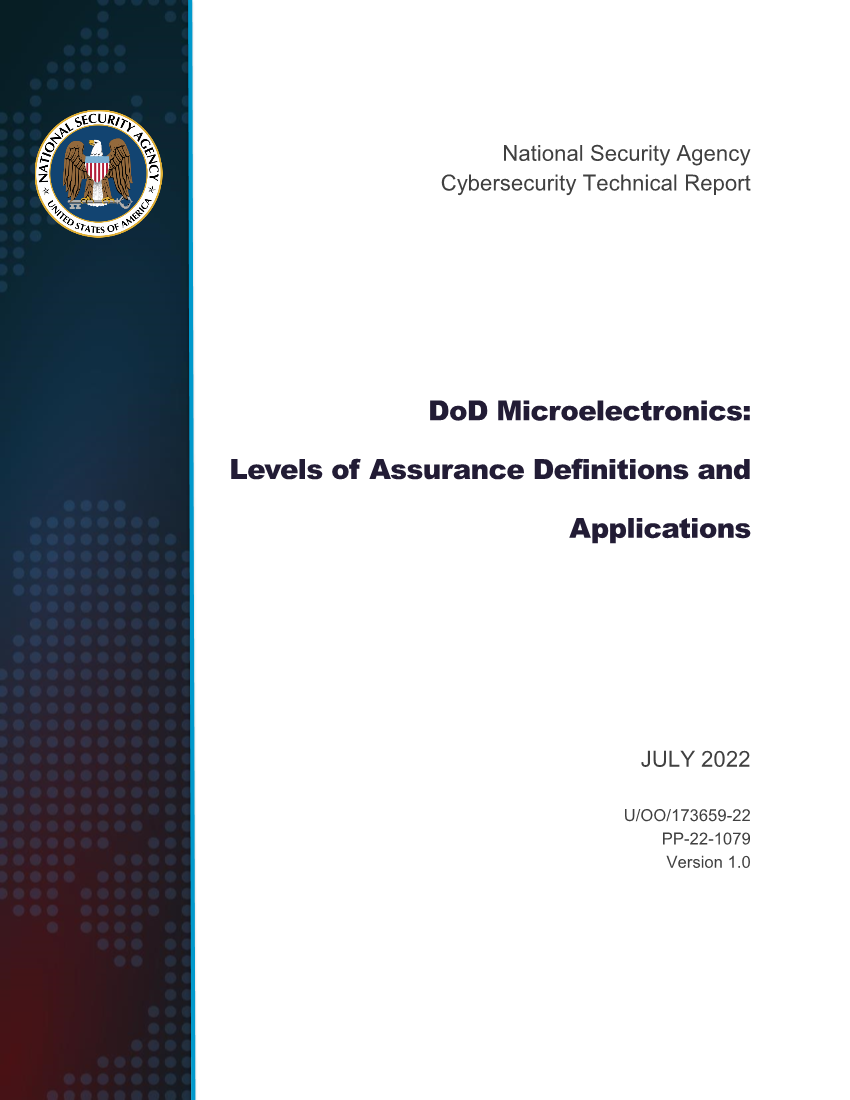 NATIONAL SECURITY AGENCY
UNITED STATES OF AMERICA
National Security Agency
Cybersecurity Technical Report
DoD Microelectronics:
Levels of Assurance Definitions and
Applications
JULY 2022
U/OO/173659-22
PP-22-1079
Version 1.0